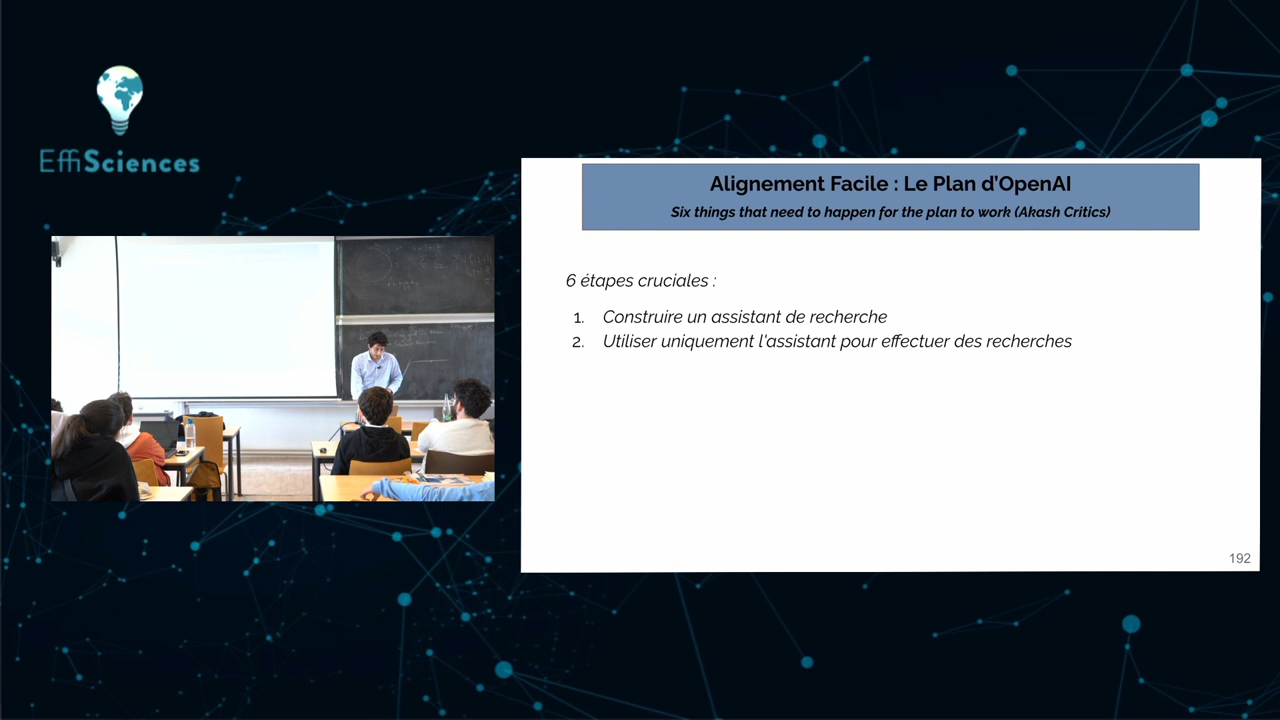 EffiSciences
Alignement Facile : Le Plan d'OpenAI
Six things that need to happen for the plan to work (Akash Critics)
6 étapes cruciales :
1. Construire un assistant de recherche
2. Utiliser uniquement l'assistant pour effectuer des recherches
192